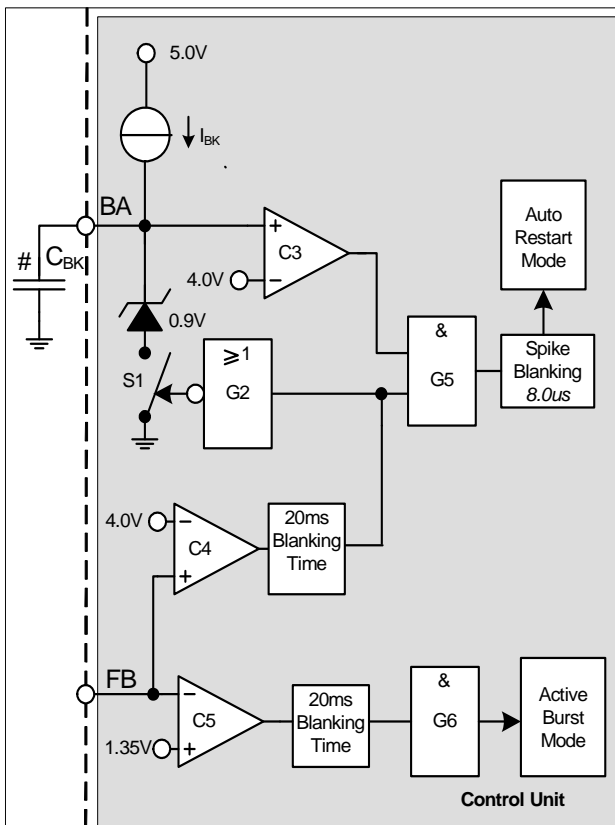 5.0V
I_BK
BA
#
C_BK
+
C3
4.0V
−
0.9V
S1
≥1
G2
&
G5
Auto
Restart
Mode
Spike
Blanking
8.0us
4.0V
−
C4
+
20ms
Blanking
Time
FB
−
C5
1.35V
+
20ms
Blanking
Time
&
G6
Active
Burst
Mode
Control Unit